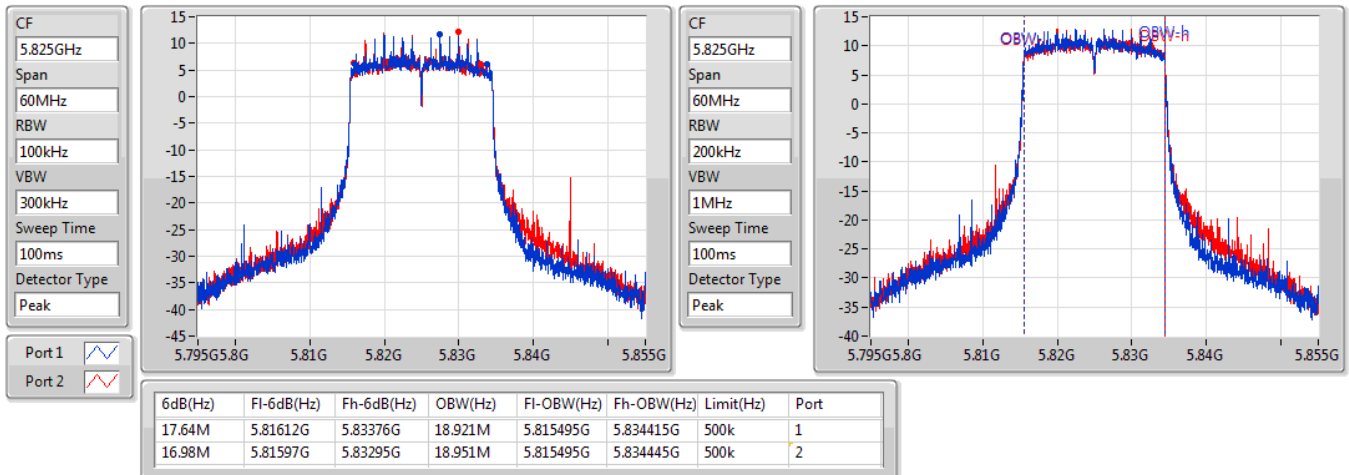 CF
5.825GHz
Span
60MHz
RBW
100kHz
VBW
300kHz
Sweep Time
100ms
Detector Type
Peak
15-
10-
5-
0-
-5-
-10-
-15-
-20-
-25-
-30-
-35-
-40-
-45-
5.795G 5.8G 5.81G 5.82G 5.83G 5.84G 5.855G
CF
5.825GHz
Span
60MHz
RBW
200kHz
VBW
1MHz
Sweep Time
100ms
Detector Type
Peak
15-
10-
5-
0-
-5-
-10-
-15-
-20-
-25-
-30-
-35-
-40-
OBW-l OBW-h
5.795G 5.8G 5.81G 5.82G 5.83G 5.84G 5.855G
Port 1
Port 2
6dB(Hz) Fl-6dB(Hz) Fh-6dB(Hz) OBW(Hz) Fl-OBW(Hz) Fh-OBW(Hz) Limit(Hz) Port
17.64M 5.81612G 5.83376G 18.921M 5.815495G 5.834415G 500k 1
16.98M 5.81597G 5.83295G 18.951M 5.815495G 5.834445G 500k 2